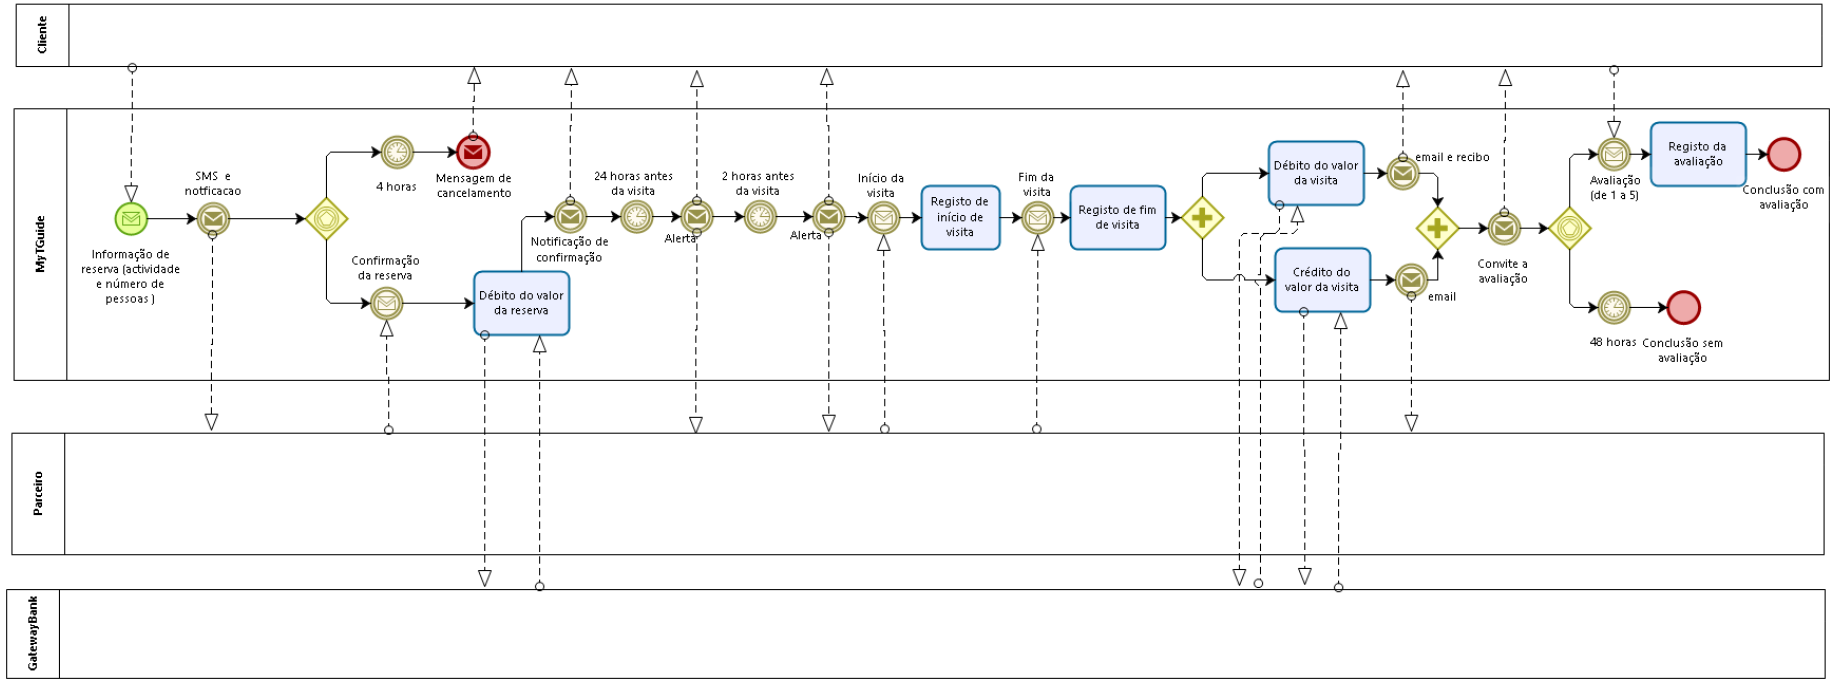 Cliente
MyTGuide
Informação de
reserva (actividade
e número de
pessoas )
SMS e
notficacao
4 horas
Mensagem de
cancelamento
Confirmação
da reserva
Débito do valor
da reserva
Notificação de
confirmação
24 horas antes
da visita
Alerta
2 horas antes
da visita
Alerta
Início da
visita
Registo de
início de
visita
Fim da
visita
Registo de fim
de visita
Débito do valor
da visita
email e recibo
Crédito do
valor da visita
email
Convite a
avaliação
Avaliação
(de 1 a 5)
Registo da
avaliação
Conclusão com
avaliação
48 horas
Conclusão sem
avaliação
Parceiro
GatewayBank